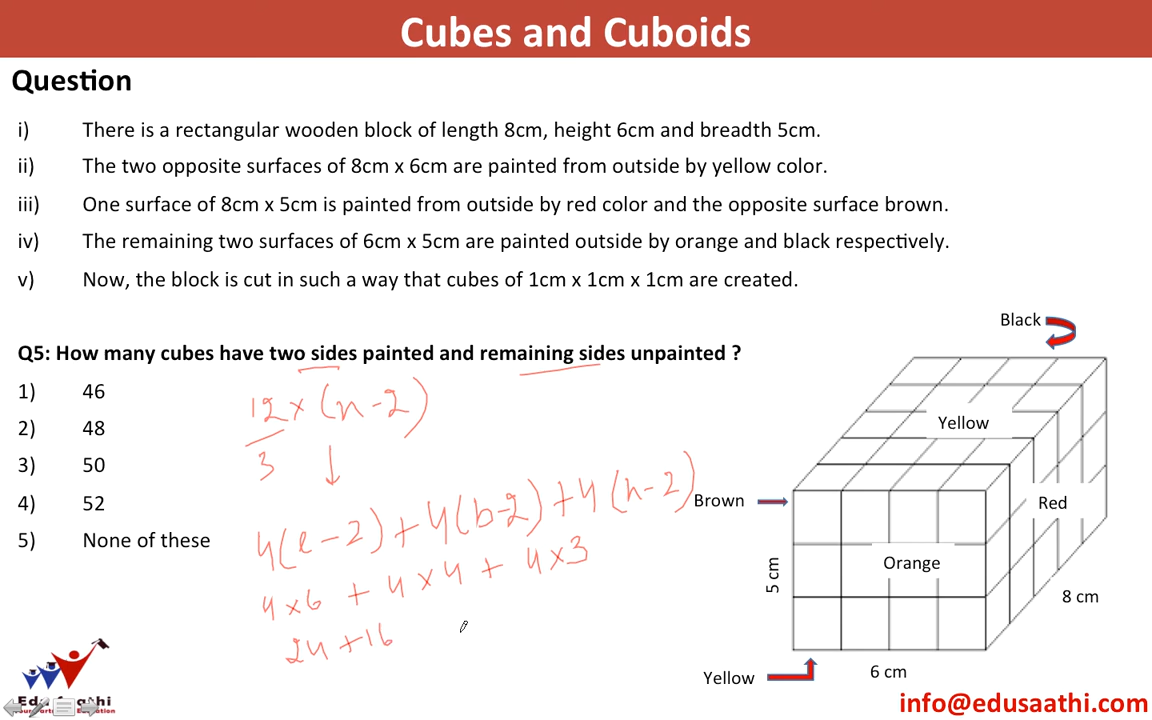 Cubes and Cuboids
Question
i) There is a rectangular wooden block of length 8cm, height 6cm and breadth 5cm.
ii) The two opposite surfaces of 8cm x 6cm are painted from outside by yellow color.
iii) One surface of 8cm x 5cm is painted from outside by red color and the opposite surface brown.
iv) The remaining two surfaces of 6cm x 5cm are painted outside by orange and black respectively.
v) Now, the block is cut in such a way that cubes of 1cm x 1cm x 1cm are created.
Black
Q5: How many cubes have two sides painted and remaining sides unpainted ?
1) 46
2) 48
3) 50
4) 52
5) None of these
12 × (n-2)
3
4(l-2)+4(b-2)+4(h-2)
4×6 + 4×4 + 4×3
24+16
Yellow
Brown
Red
Orange
5 cm
8 cm
6 cm
Yellow
info@edusaathi.com